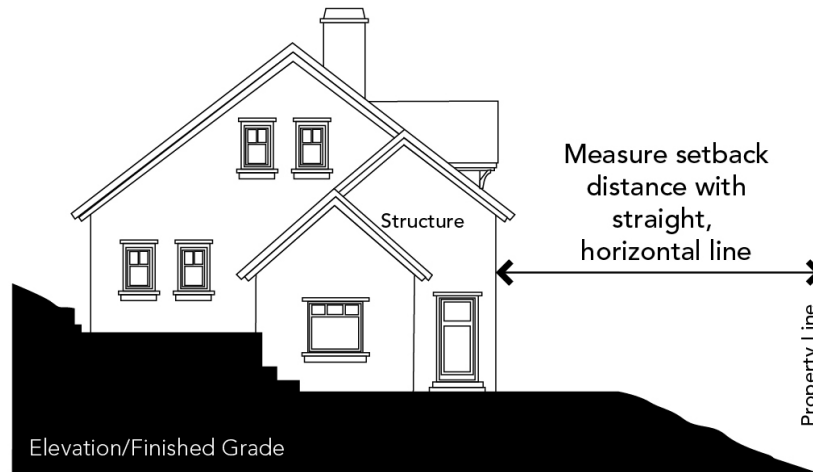 Measure setback
distance with
straight,
horizontal line
Structure
Property Line
Elevation/Finished Grade